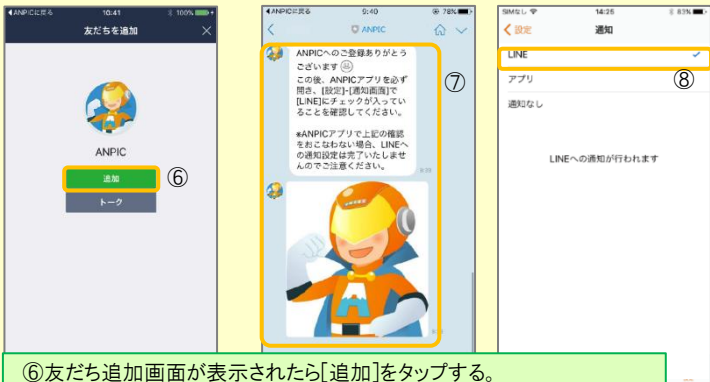 ◀ANPICに戻る 10:41 100%
友だちを追加 ×
ANPIC
追加
⑥
トーク
◀ANPICに戻る 9:40 78%
ANPIC
ANPICへのご登録ありがとう
ございます
この後、ANPICアプリを必ず
開き、[設定]-[通知画面]で
[LINE]にチェックが入ってい
ることを確認してください。
※ANPICアプリで上記の確認
をおこなわない場合、LINEへ
の通知設定は完了いたしませ
んのでご注意ください。
⑦
SIMなし 14:25 83%
設定 通知
LINE
⑧
アプリ
通知なし
LINEへの通知が行われます
⑥友だち追加画面が表示されたら[追加]をタップする。